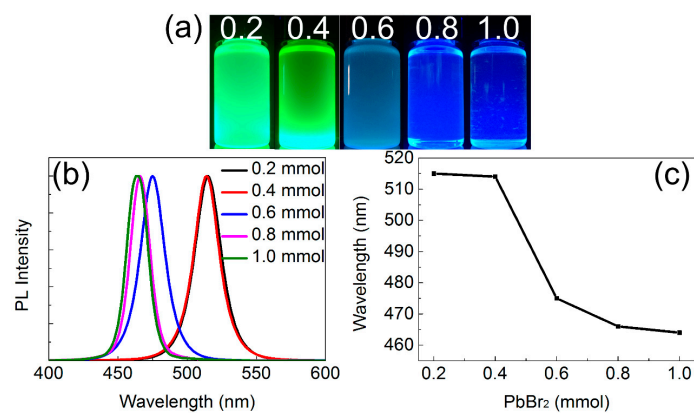 (a) 0.2 0.4 0.6 0.8 1.0
(b)
0.2 mmol
0.4 mmol
0.6 mmol
0.8 mmol
1.0 mmol
PL Intensity
400 450 500 550 600
Wavelength (nm)
(c)
520
510
500
490
480
470
460
Wavelength (nm)
0.2 0.4 0.6 0.8 1.0
PbBr₂ (mmol)